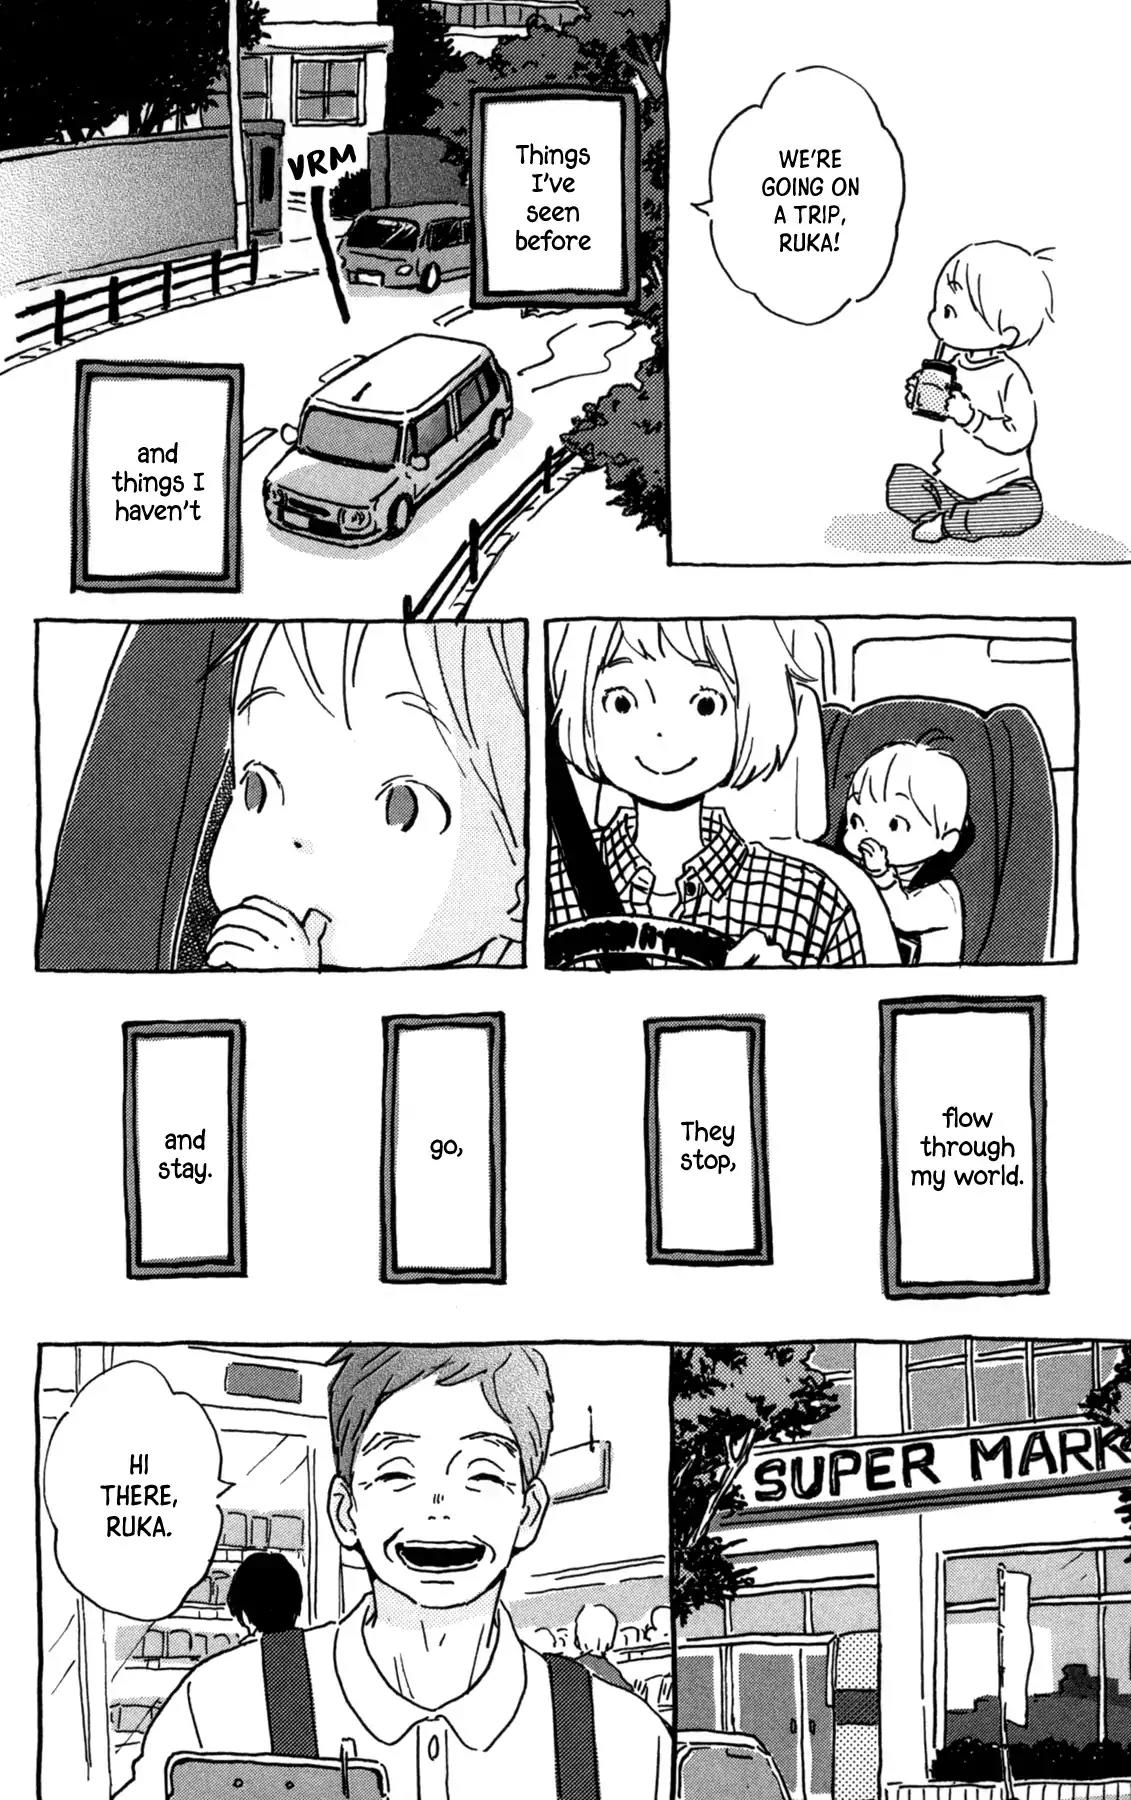 WE'RE
GOING ON
A TRIP,
RUKA!
Things
I've
seen
before
VRM
and
things I
haven't
flow
through
my world.
They
stop,
go,
and
stay.
SUPER MARK
HI
THERE,
RUKA.